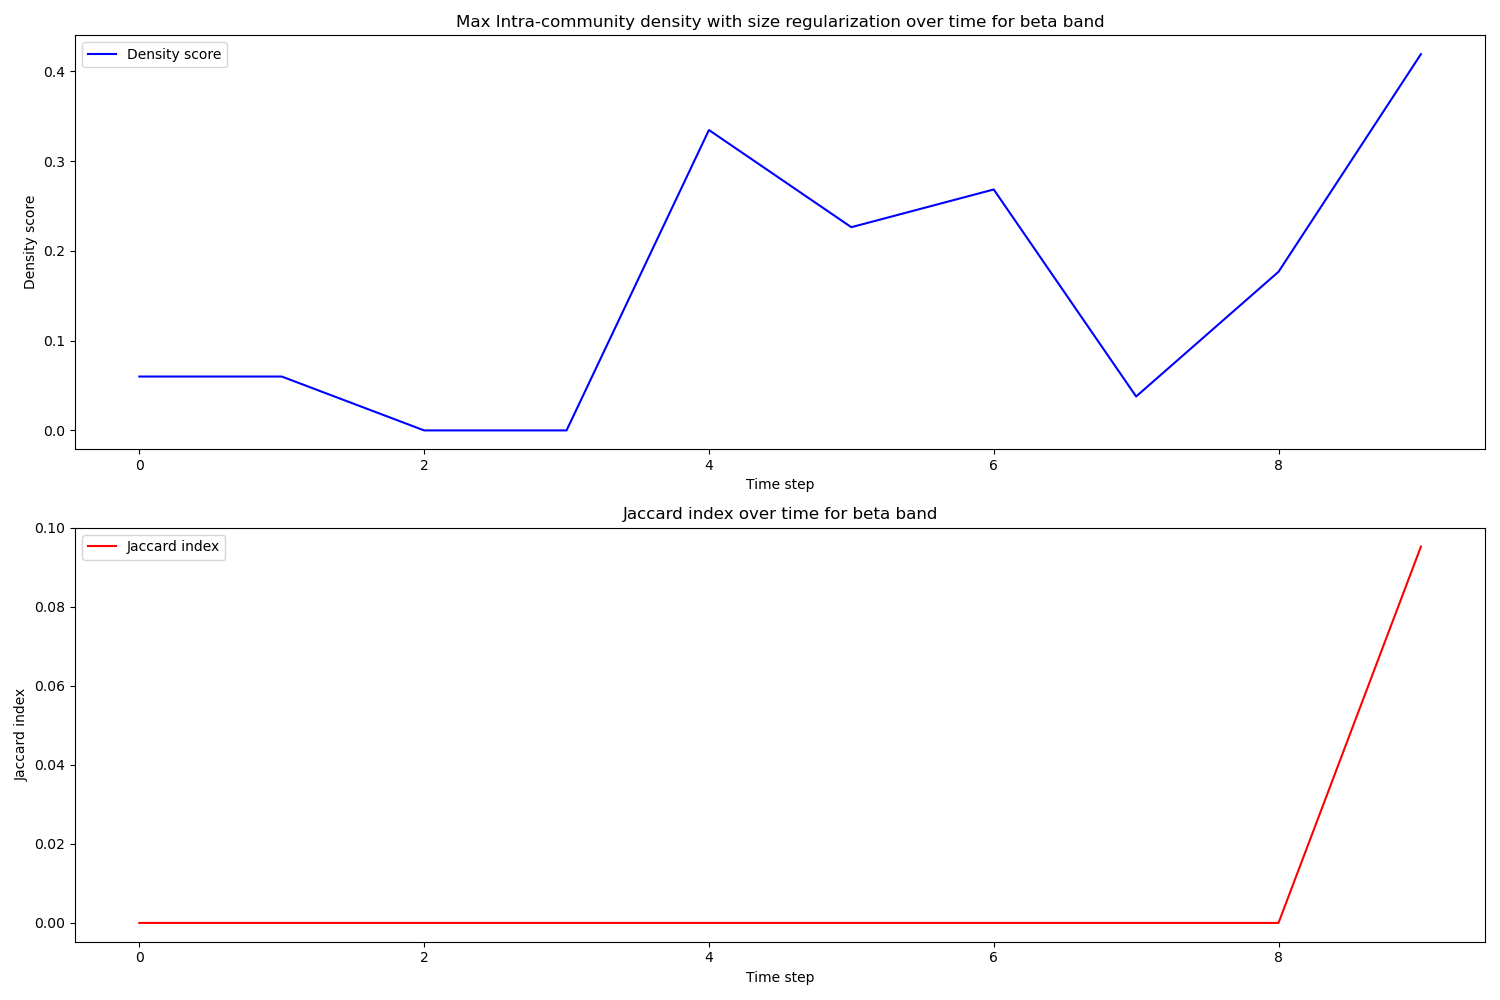 Max Intra-community density with size regularization over time for beta band
Density score
0.4
0.3
0.2
0.1
0.0
Density score
0 2 4 6 8
Time step
Jaccard index over time for beta band
Jaccard index
0.10
0.08
0.06
0.04
0.02
0.00
Jaccard index
0 2 4 6 8
Time step